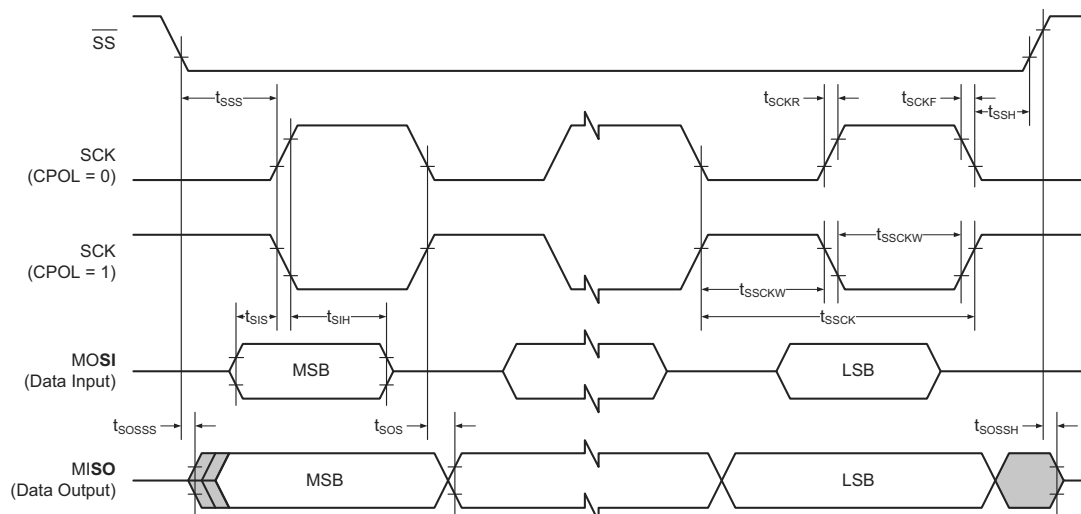 SS
tSSS
tSCKR
tSCKF
tSSH
SCK
(CPOL = 0)
SCK
(CPOL = 1)
tSSCKW
tSSCKW
tSSCK
tSIS
tSIH
MOSI
(Data Input)
MSB
LSB
tSOSSS
tSOS
tSOSSH
MISO
(Data Output)
MSB
LSB